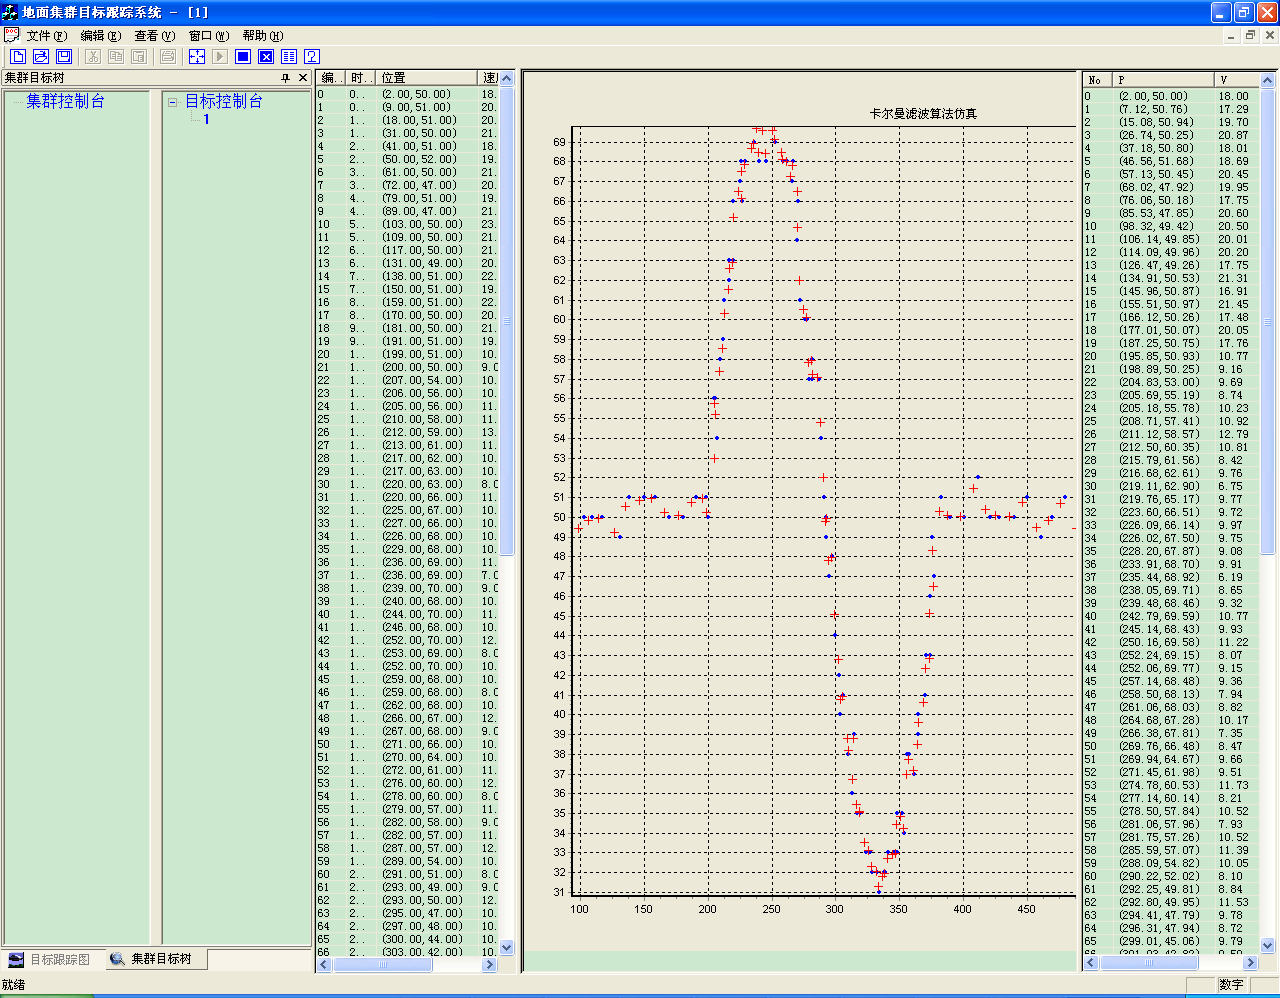 地面集群目标跟踪系统 - [1]
文件(F) 编辑(E) 查看(V) 窗口(W) 帮助(H)
集群目标树
集群控制台
目标控制台
1
目标跟踪图 集群目标树
就绪
编.. 时.. 位置 速
0 0.. (2.00,50.00) 18.
1 0.. (9.00,51.00) 20.
2 1.. (18.00,51.00) 20.
3 1.. (31.00,50.00) 21.
4 2.. (41.00,51.00) 18.
5 2.. (50.00,52.00) 19.
6 3.. (61.00,50.00) 21.
7 3.. (72.00,47.00) 20.
8 4.. (79.00,51.00) 19.
9 4.. (89.00,47.00) 21.
10 5.. (103.00,50.00) 23.
11 5.. (109.00,50.00) 21.
12 6.. (117.00,50.00) 21.
13 6.. (131.00,49.00) 20.
14 7.. (138.00,51.00) 22.
15 7.. (150.00,51.00) 19.
16 8.. (159.00,51.00) 22.
17 8.. (170.00,50.00) 20.
18 9.. (181.00,50.00) 21.
19 9.. (191.00,51.00) 19.
20 1.. (199.00,51.00) 10.
21 1.. (200.00,50.00) 9.0
22 1.. (207.00,54.00) 10.
23 1.. (206.00,56.00) 10.
24 1.. (205.00,56.00) 11.
25 1.. (210.00,58.00) 11.
26 1.. (212.00,59.00) 13.
27 1.. (213.00,61.00) 11.
28 1.. (217.00,62.00) 10.
29 1.. (217.00,63.00) 10.
30 1.. (220.00,63.00) 8.0
31 1.. (220.00,66.00) 11.
32 1.. (225.00,67.00) 10.
33 1.. (227.00,66.00) 10.
34 1.. (226.00,68.00) 10.
35 1.. (229.00,68.00) 10.
36 1.. (236.00,69.00) 11.
37 1.. (236.00,69.00) 7.0
38 1.. (239.00,70.00) 9.0
39 1.. (240.00,68.00) 10.
40 1.. (244.00,70.00) 11.
41 1.. (246.00,68.00) 10.
42 1.. (252.00,70.00) 12.
43 1.. (253.00,69.00) 8.0
44 1.. (252.00,70.00) 10.
45 1.. (259.00,68.00) 10.
46 1.. (259.00,68.00) 8.0
47 1.. (262.00,68.00) 10.
48 1.. (266.00,67.00) 12.
49 1.. (267.00,68.00) 9.0
50 1.. (271.00,66.00) 10.
51 1.. (270.00,64.00) 10.
52 1.. (272.00,61.00) 11.
53 1.. (276.00,60.00) 12.
54 1.. (278.00,60.00) 8.0
55 1.. (279.00,57.00) 11.
56 1.. (282.00,58.00) 9.0
57 1.. (282.00,57.00) 11.
58 1.. (287.00,57.00) 12.
59 1.. (289.00,54.00) 10.
60 2.. (291.00,51.00) 8.0
61 2.. (293.00,49.00) 9.0
62 2.. (293.00,50.00) 12.
63 2.. (295.00,47.00) 10.
64 2.. (297.00,48.00) 10.
65 2.. (300.00,44.00) 10.
66 2.. (303.00,42.00) 10.
卡尔曼滤波算法仿真
69
68
67
66
65
64
63
62
61
60
59
58
57
56
55
54
53
52
51
50
49
48
47
46
45
44
43
42
41
40
39
38
37
36
35
34
33
32
31
100 150 200 250 300 350 400 450
No P V
0 (2.00,50.00) 18.00
1 (7.12,50.76) 17.29
2 (15.08,50.94) 19.70
3 (26.74,50.25) 20.87
4 (37.18,50.80) 18.01
5 (46.56,51.68) 18.69
6 (57.13,50.45) 20.45
7 (68.02,47.92) 19.95
8 (76.06,50.18) 17.75
9 (85.53,47.85) 20.60
10 (98.32,49.42) 20.50
11 (106.14,49.85) 20.01
12 (114.09,49.96) 20.20
13 (126.47,49.26) 17.75
14 (134.91,50.53) 21.31
15 (145.96,50.87) 16.91
16 (155.51,50.97) 21.45
17 (166.12,50.26) 17.48
18 (177.01,50.07) 20.05
19 (187.25,50.75) 17.76
20 (195.85,50.93) 10.77
21 (198.89,50.25) 9.16
22 (204.83,53.00) 9.69
23 (205.69,55.19) 8.74
24 (205.18,55.78) 10.23
25 (208.71,57.41) 10.92
26 (211.12,58.57) 12.79
27 (212.50,60.35) 10.81
28 (215.79,61.56) 8.42
29 (216.68,62.61) 9.76
30 (219.11,62.90) 6.75
31 (219.76,65.17) 9.77
32 (223.60,66.51) 9.72
33 (226.09,66.14) 9.97
34 (226.02,67.50) 9.75
35 (228.20,67.87) 9.08
36 (233.91,68.70) 9.91
37 (235.44,68.92) 6.19
38 (238.05,69.71) 8.65
39 (239.48,68.46) 9.32
40 (242.79,69.59) 10.77
41 (245.14,68.43) 9.93
42 (250.16,69.58) 11.22
43 (252.24,69.15) 8.07
44 (252.06,69.77) 9.15
45 (257.14,68.48) 9.36
46 (258.50,68.13) 7.94
47 (261.06,68.03) 8.82
48 (264.68,67.28) 10.17
49 (266.38,67.81) 7.35
50 (269.76,66.48) 8.47
51 (269.94,64.67) 9.66
52 (271.45,61.98) 9.51
53 (274.78,60.53) 11.73
54 (277.14,60.14) 8.21
55 (278.50,57.84) 10.52
56 (281.06,57.96) 7.93
57 (281.75,57.26) 10.52
58 (285.59,57.07) 11.39
59 (288.09,54.82) 10.05
60 (290.22,52.02) 8.10
61 (292.25,49.81) 8.84
62 (292.80,49.95) 11.53
63 (294.41,47.79) 9.78
64 (296.31,47.94) 8.72
65 (299.01,45.06) 9.79
数字